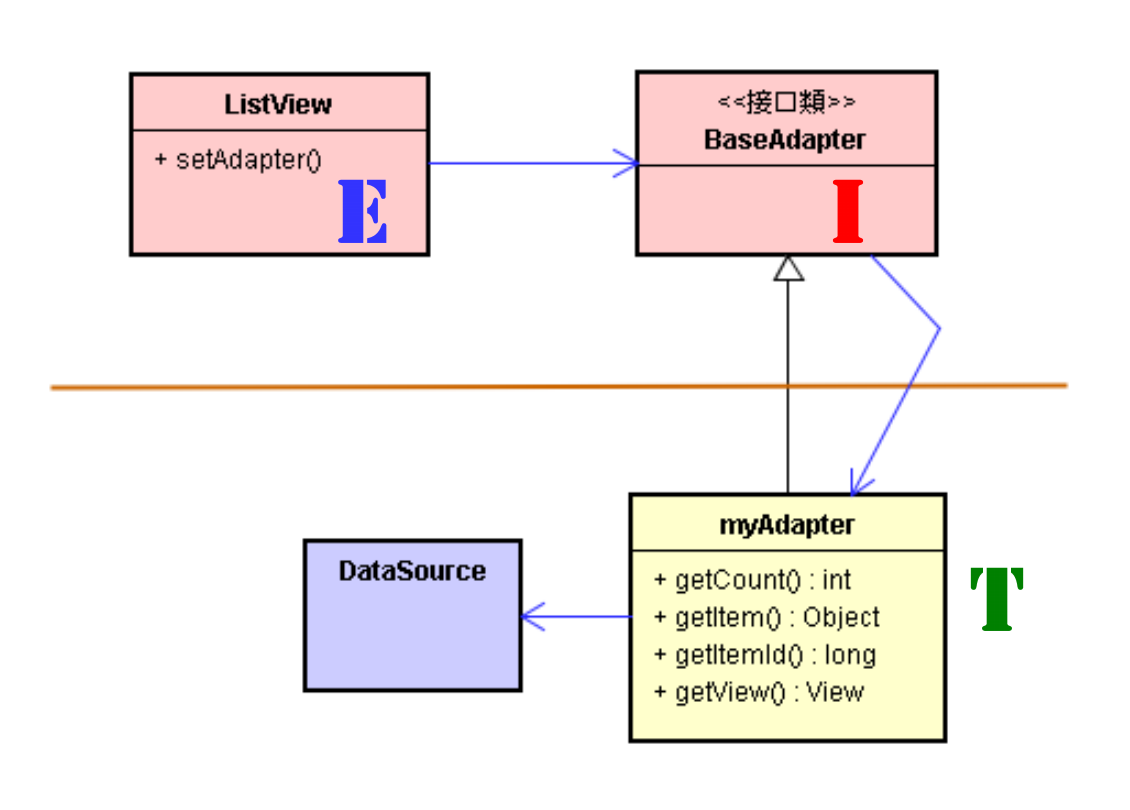 ListView
+ setAdapter()
E
<<接口類>>
BaseAdapter
I
myAdapter
+ getCount() : int
+ getItem() : Object
+ getItemId() : long
+ getView() : View
T
DataSource